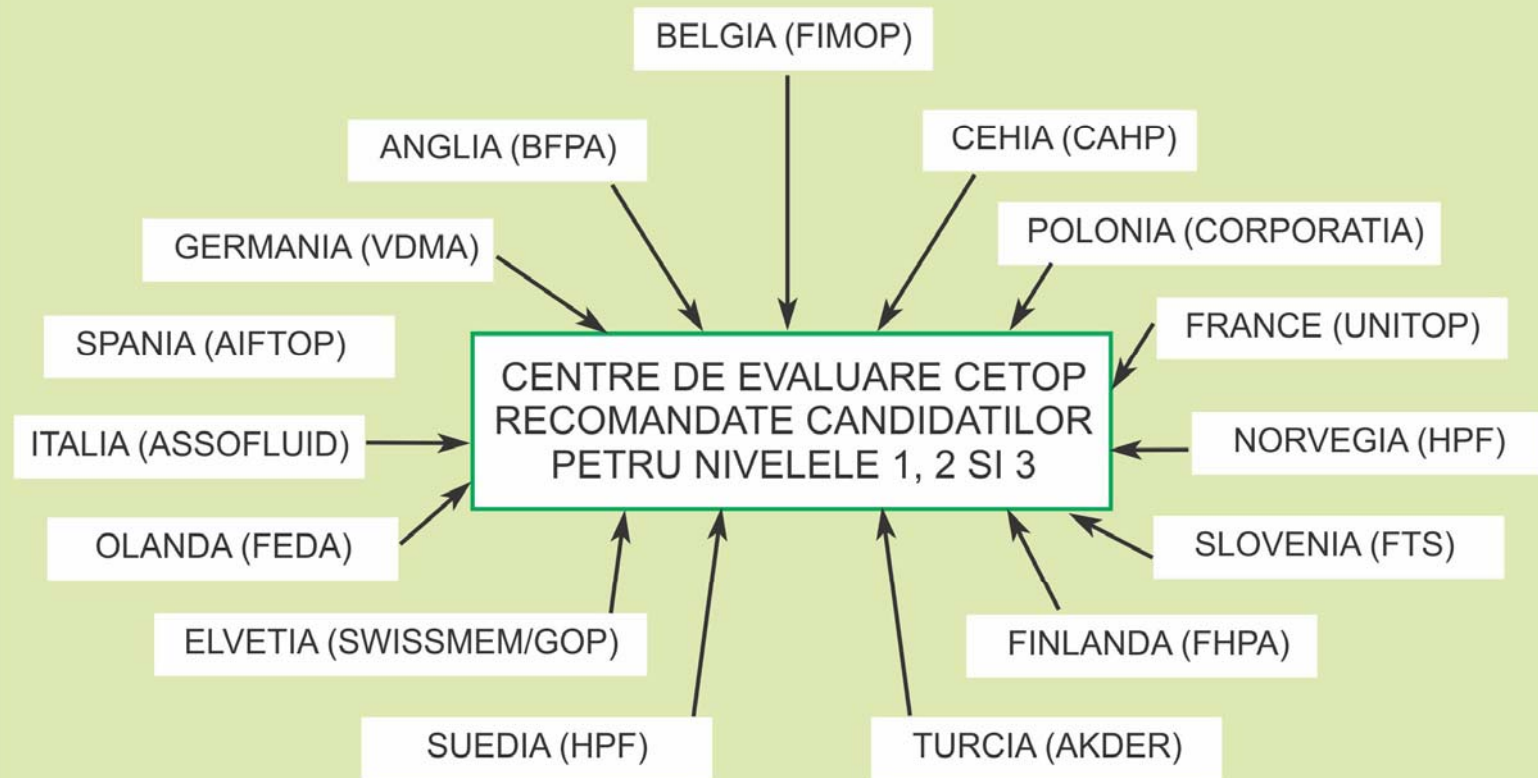 BELGIA (FIMOP)
ANGLIA (BFPA)
CEHIA (CAHP)
GERMANIA (VDMA)
POLONIA (CORPORATIA)
SPANIA (AIFTOP)
FRANCE (UNITOP)
CENTRE DE EVALUARE CETOP
RECOMANDATE CANDIDATILOR
PETRU NIVELELE 1, 2 SI 3
ITALIA (ASSOFLUID)
NORVEGIA (HPF)
OLANDA (FEDA)
SLOVENIA (FTS)
ELVETIA (SWISSMEM/GOP)
FINLANDA (FHPA)
SUEDIA (HPF)
TURCIA (AKDER)